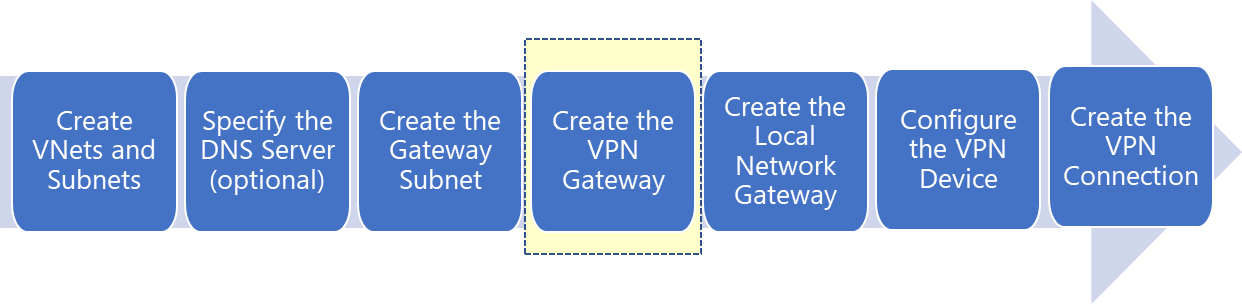 Create
VNets and
Subnets
Specify the
DNS Server
(optional)
Create the
Gateway
Subnet
Create the
VPN
Gateway
Create the
Local
Network
Gateway
Configure
the VPN
Device
Create the
VPN
Connection